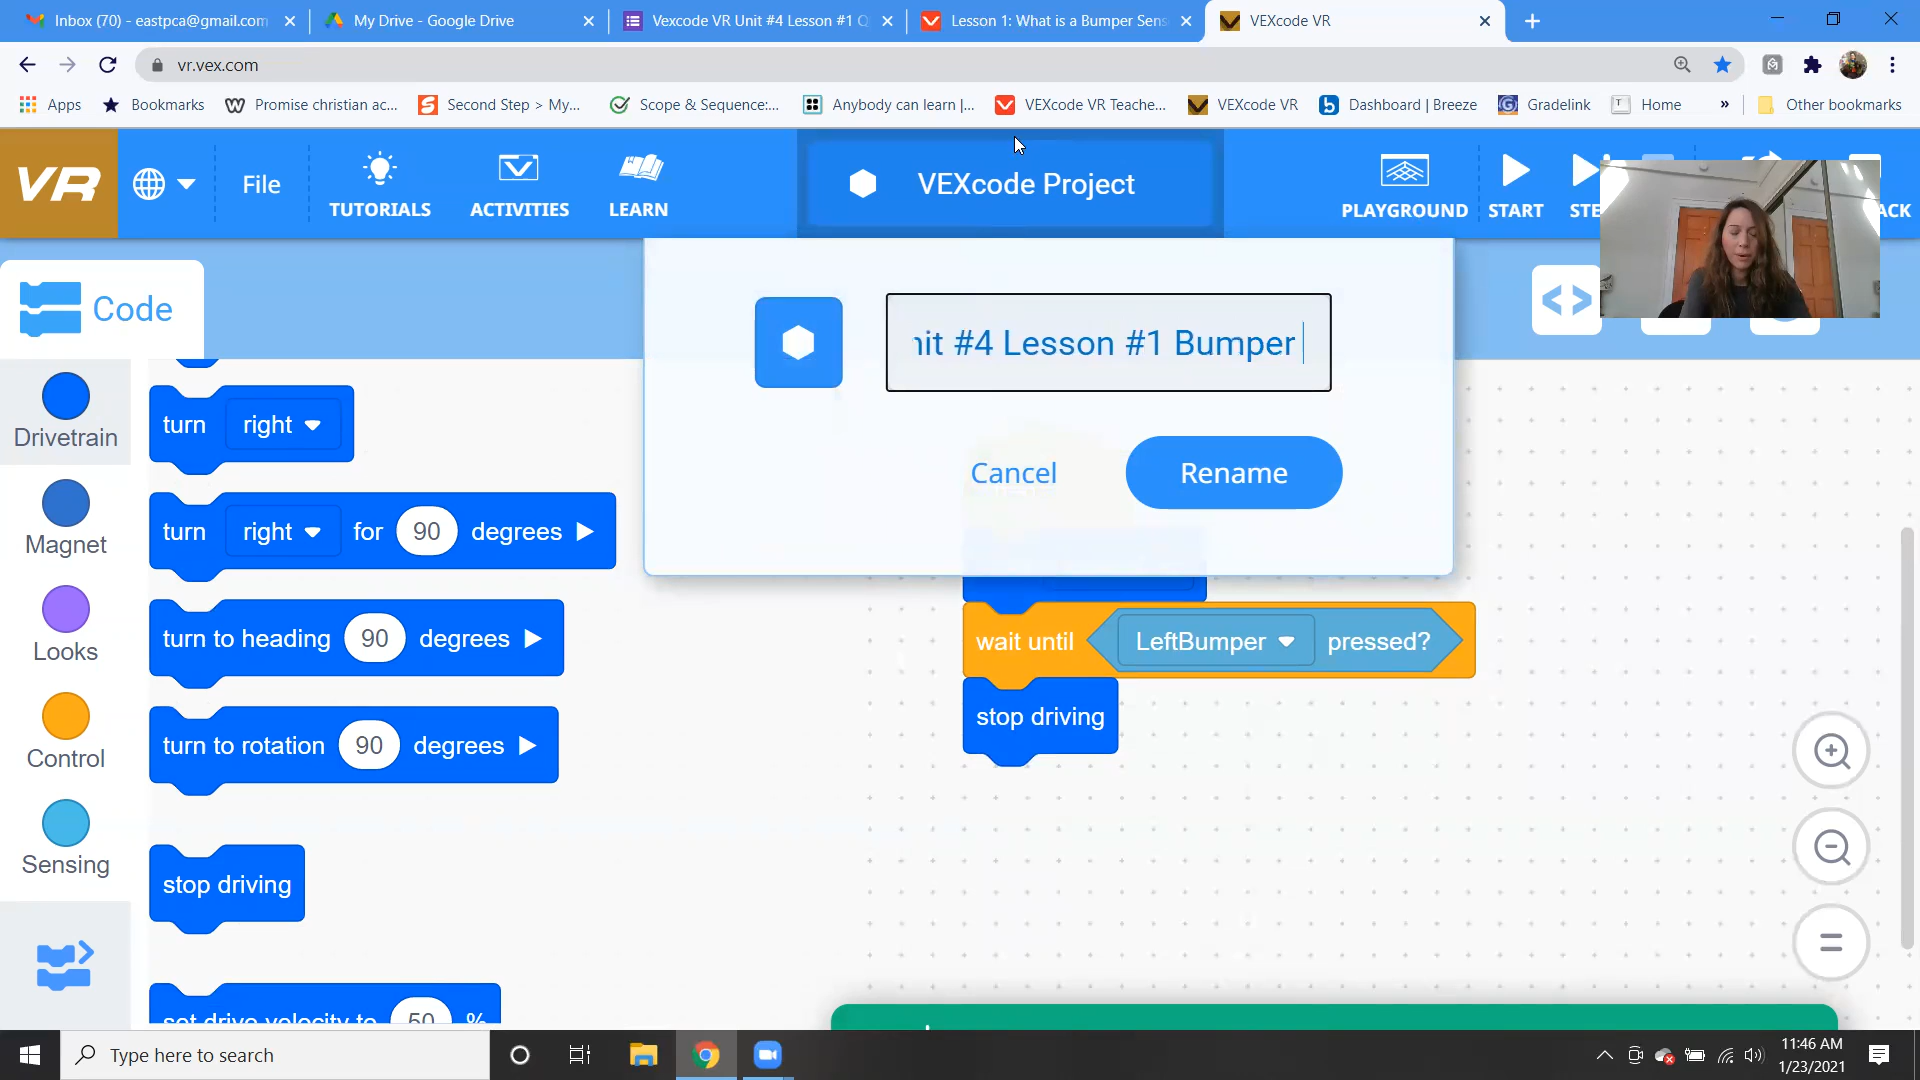 Inbox (70) - eastpca@gmail.com
My Drive - Google Drive
Vexcode VR Unit #4 Lesson #1 Q
Lesson 1: What is a Bumper Sens
VEXcode VR
vr.vex.com
Apps
Bookmarks
Promise christian ac...
Second Step > My...
Scope & Sequence:...
Anybody can learn |...
VEXcode VR Teache...
VEXcode VR
Dashboard | Breeze
Gradelink
Home
»
Other bookmarks
VR
File
TUTORIALS
ACTIVITIES
LEARN
VEXcode Project
PLAYGROUND
START
STE
ACK
Code
nit #4 Lesson #1 Bumper
Cancel
Rename
Drivetrain
Magnet
Looks
Control
Sensing
turn right
turn right for 90 degrees
turn to heading 90 degrees
turn to rotation 90 degrees
stop driving
set drive velocity to 50 %
wait until LeftBumper pressed?
stop driving
Type here to search
11:46 AM
1/23/2021